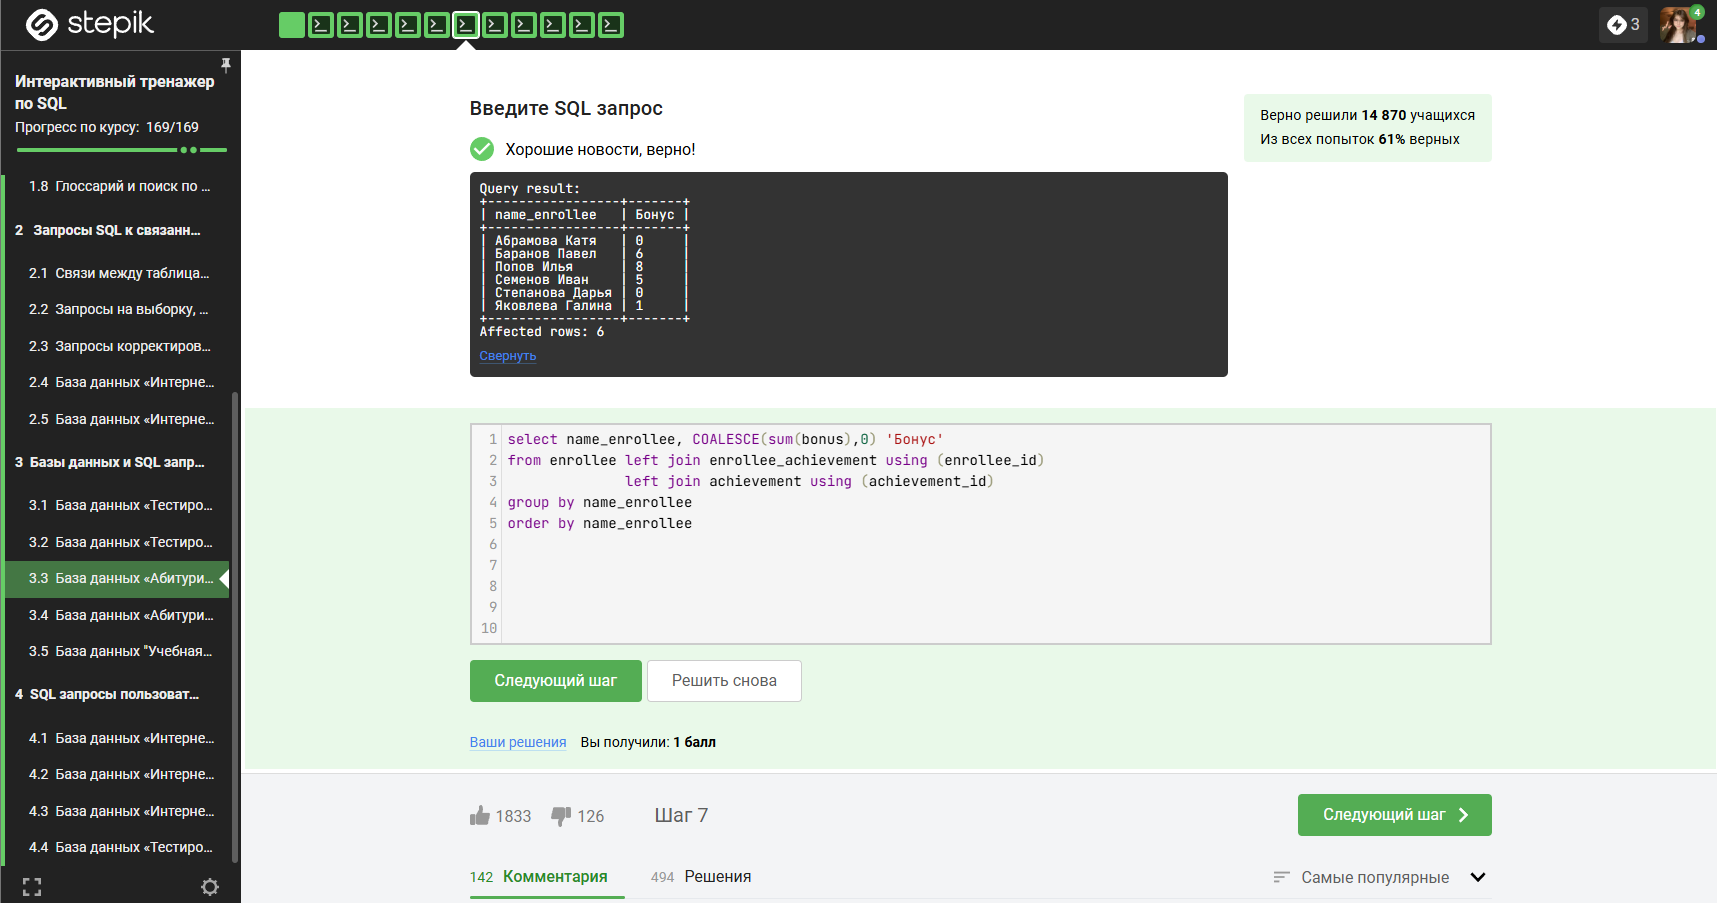 stepik
3
4
Интерактивный тренажер
по SQL
Прогресс по курсу: 169/169
1.8 Глоссарий и поиск по ...
2 Запросы SQL к связанн...
2.1 Связи между таблица...
2.2 Запросы на выборку, ...
2.3 Запросы корректиров...
2.4 База данных «Интерне...
2.5 База данных «Интерне...
3 Базы данных и SQL запр...
3.1 База данных «Тестиро...
3.2 База данных «Тестиро...
3.3 База данных «Абитури...
3.4 База данных «Абитури...
3.5 База данных "Учебная...
4 SQL запросы пользоват...
4.1 База данных «Интерне...
4.2 База данных «Интерне...
4.3 База данных «Интерне...
4.4 База данных «Тестиро...
Введите SQL запрос
Хорошие новости, верно!
Верно решили 14 870 учащихся
Из всех попыток 61% верных
Query result:
+-----------------+-------+
| name_enrollee | Бонус |
+-----------------+-------+
| Абрамова Катя | 0 |
| Баранов Павел | 6 |
| Попов Илья | 8 |
| Семенов Иван | 5 |
| Степанова Дарья | 0 |
| Яковлева Галина | 1 |
+-----------------+-------+
Affected rows: 6
Свернуть
1 select name_enrollee, COALESCE(sum(bonus),0) 'Бонус'
2 from enrollee left join enrollee_achievement using (enrollee_id)
3 left join achievement using (achievement_id)
4 group by name_enrollee
5 order by name_enrollee
6
7
8
9
10
Следующий шаг
Решить снова
Ваши решения Вы получили: 1 балл
1833 126 Шаг 7
Следующий шаг
142 Комментария 494 Решения
Самые популярные